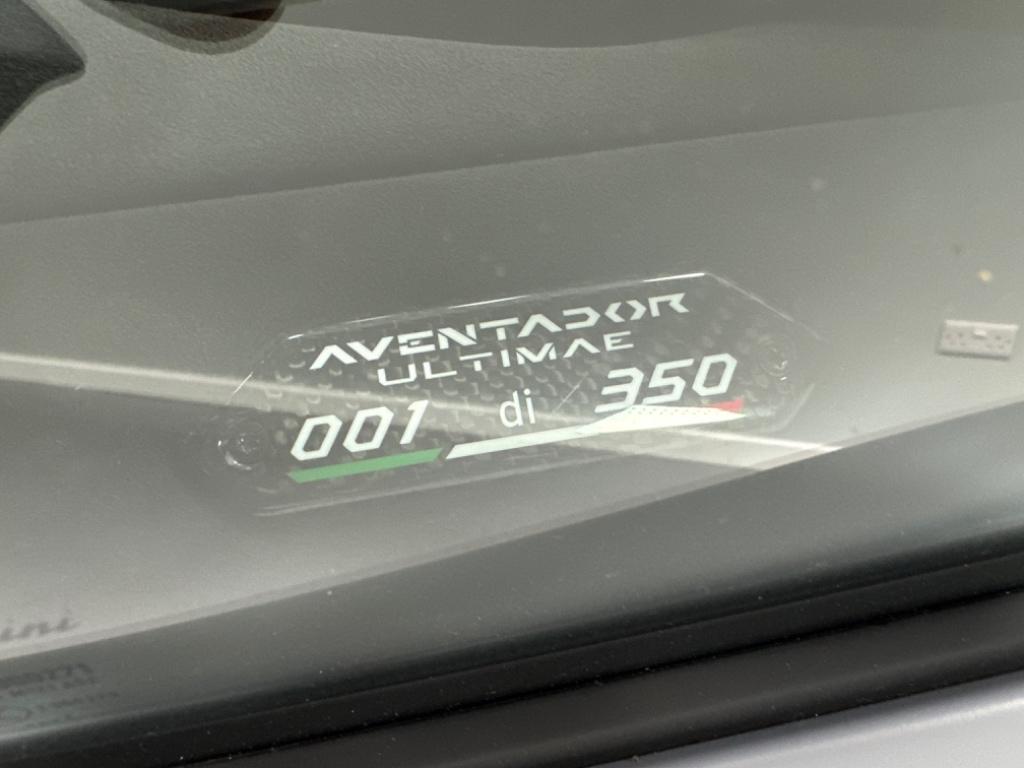 AVENTADOR
ULTIMAE
001 di 350